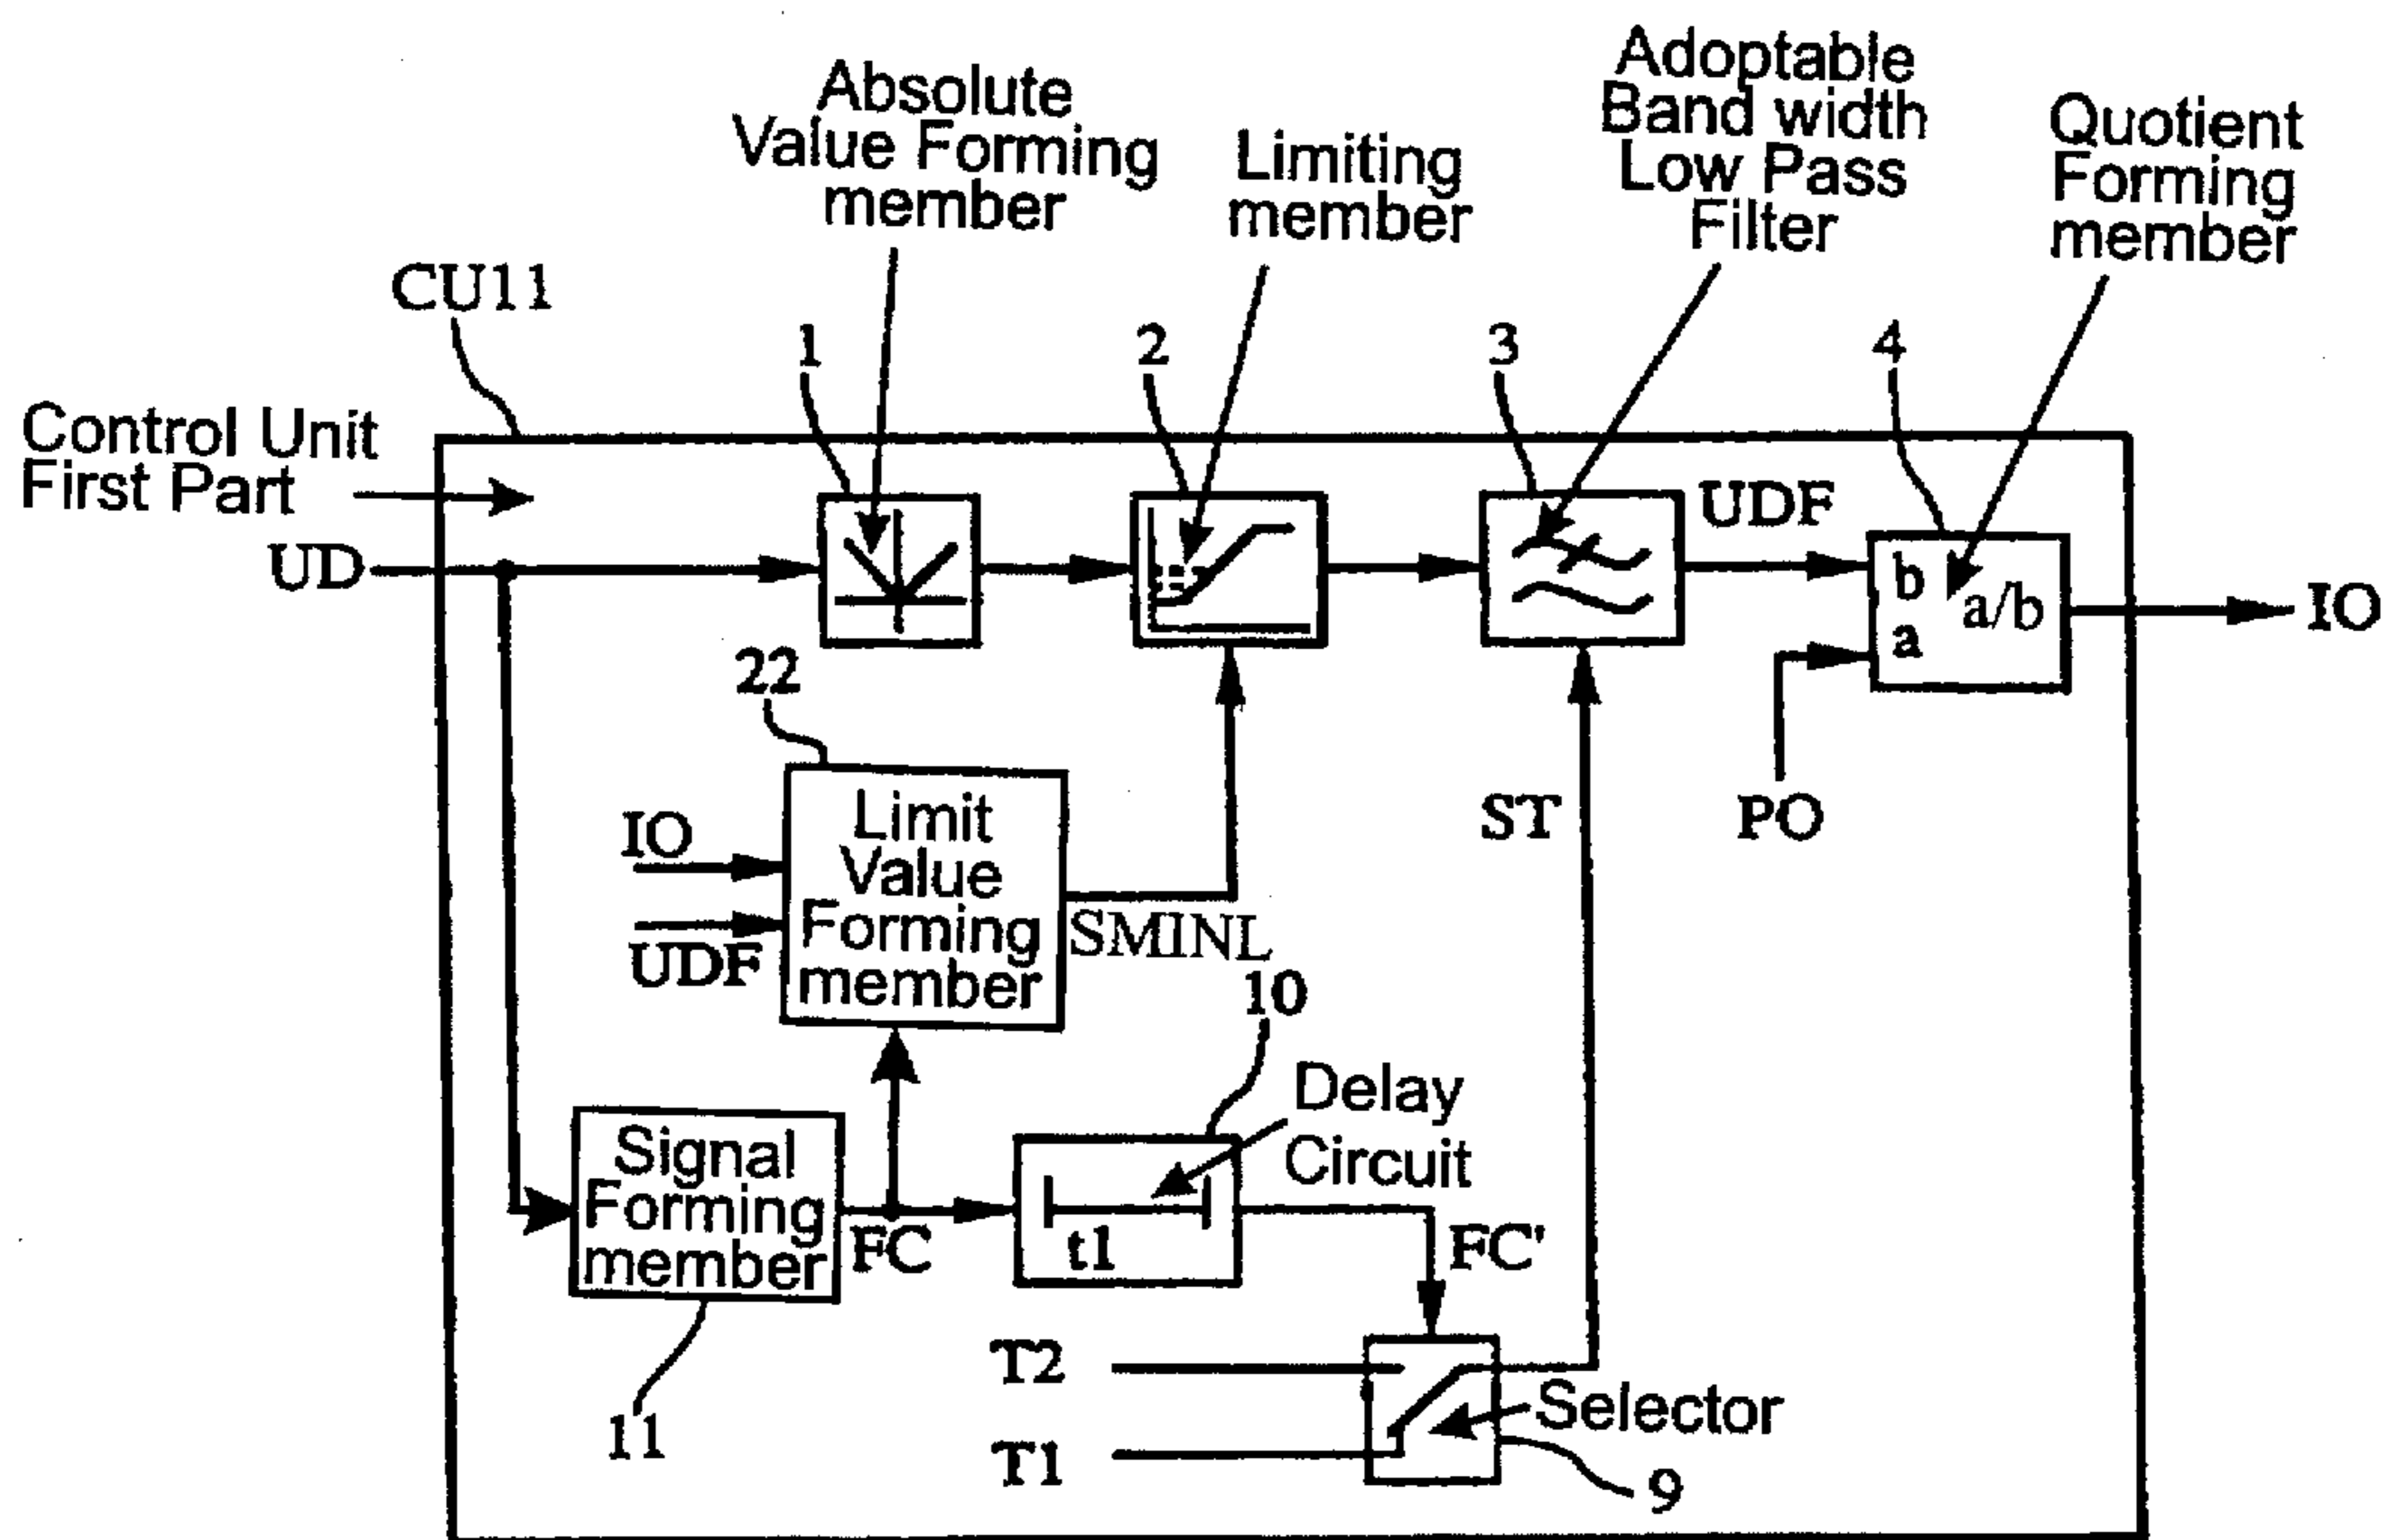 Absolute
Value Forming
member
Limiting
member
Adoptable
Band width
Low Pass
Filter
Quotient
Forming
member
CU11
1
2
3
4
Control Unit
First Part
UD
UDF
b
a
a/b
IO
22
IO
UDF
Limit
Value
Forming
member
SMINL
ST
PO
10
Delay
Circuit
Signal
Forming
member
FC
t1
FC'
11
T2
T1
Selector
9